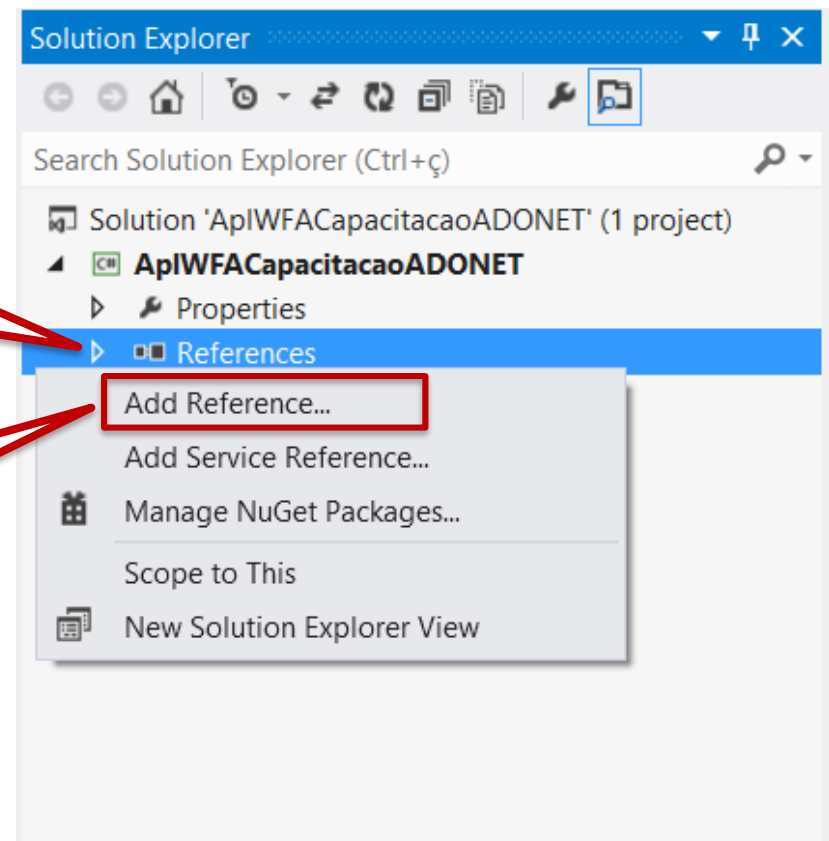 Solution Explorer
Search Solution Explorer (Ctrl+ç)
Solution 'AplWFACapacitacaoADONET' (1 project)
C# AplWFACapacitacaoADONET
Properties
References
Add Reference...
Add Service Reference...
Manage NuGet Packages...
Scope to This
New Solution Explorer View